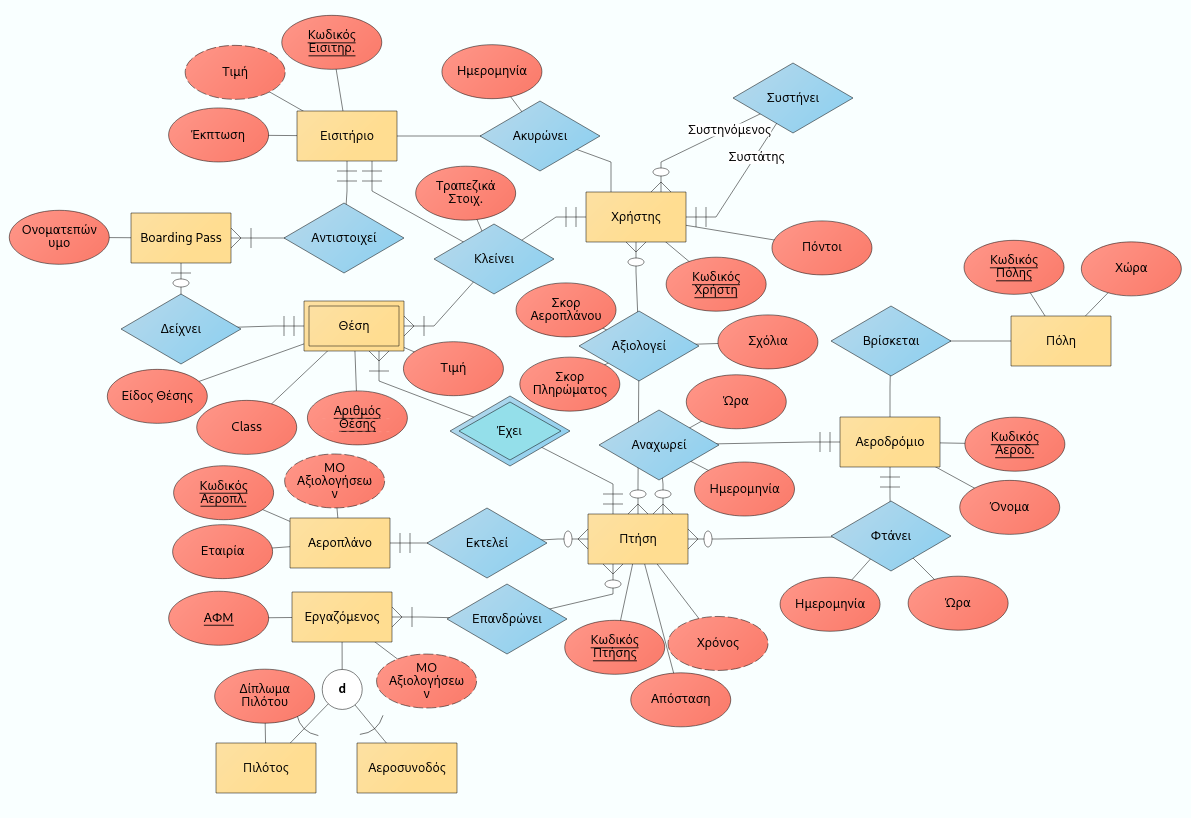 Κωδικός
Εισιτηρ.
Τιμή
Ημερομηνία
Συστήνει
Έκπτωση
Εισιτήριο
Ακυρώνει
Συστηνόμενος
Συστάτης
Τραπεζικά
Στοιχ.
Ονοματεπών
υμο
Boarding Pass
Αντιστοιχεί
Χρήστης
Πόντοι
Κλείνει
Κωδικός
Χρήστη
Κωδικός
Πόλης
Χώρα
Σκορ
Αεροπλάνου
Δείχνει
Θέση
Αξιολογεί
Σχόλια
Βρίσκεται
Πόλη
Τιμή
Σκορ
Πληρώματος
Είδος Θέσης
Class
Αριθμός
Θέσης
Ώρα
Έχει
Αναχωρεί
Αεροδρόμιο
Κωδικός
Αεροδ.
ΜΟ
Αξιολογήσεω
ν
Κωδικός
Αεροπλ.
Ημερομηνία
Όνομα
Εταιρία
Αεροπλάνο
Εκτελεί
Πτήση
Φτάνει
ΑΦΜ
Εργαζόμενος
Επανδρώνει
Ημερομηνία
Ώρα
Κωδικός
Πτήσης
Χρόνος
ΜΟ
Αξιολογήσεω
ν
Δίπλωμα
Πιλότου
d
Απόσταση
Πιλότος
Αεροσυνοδός